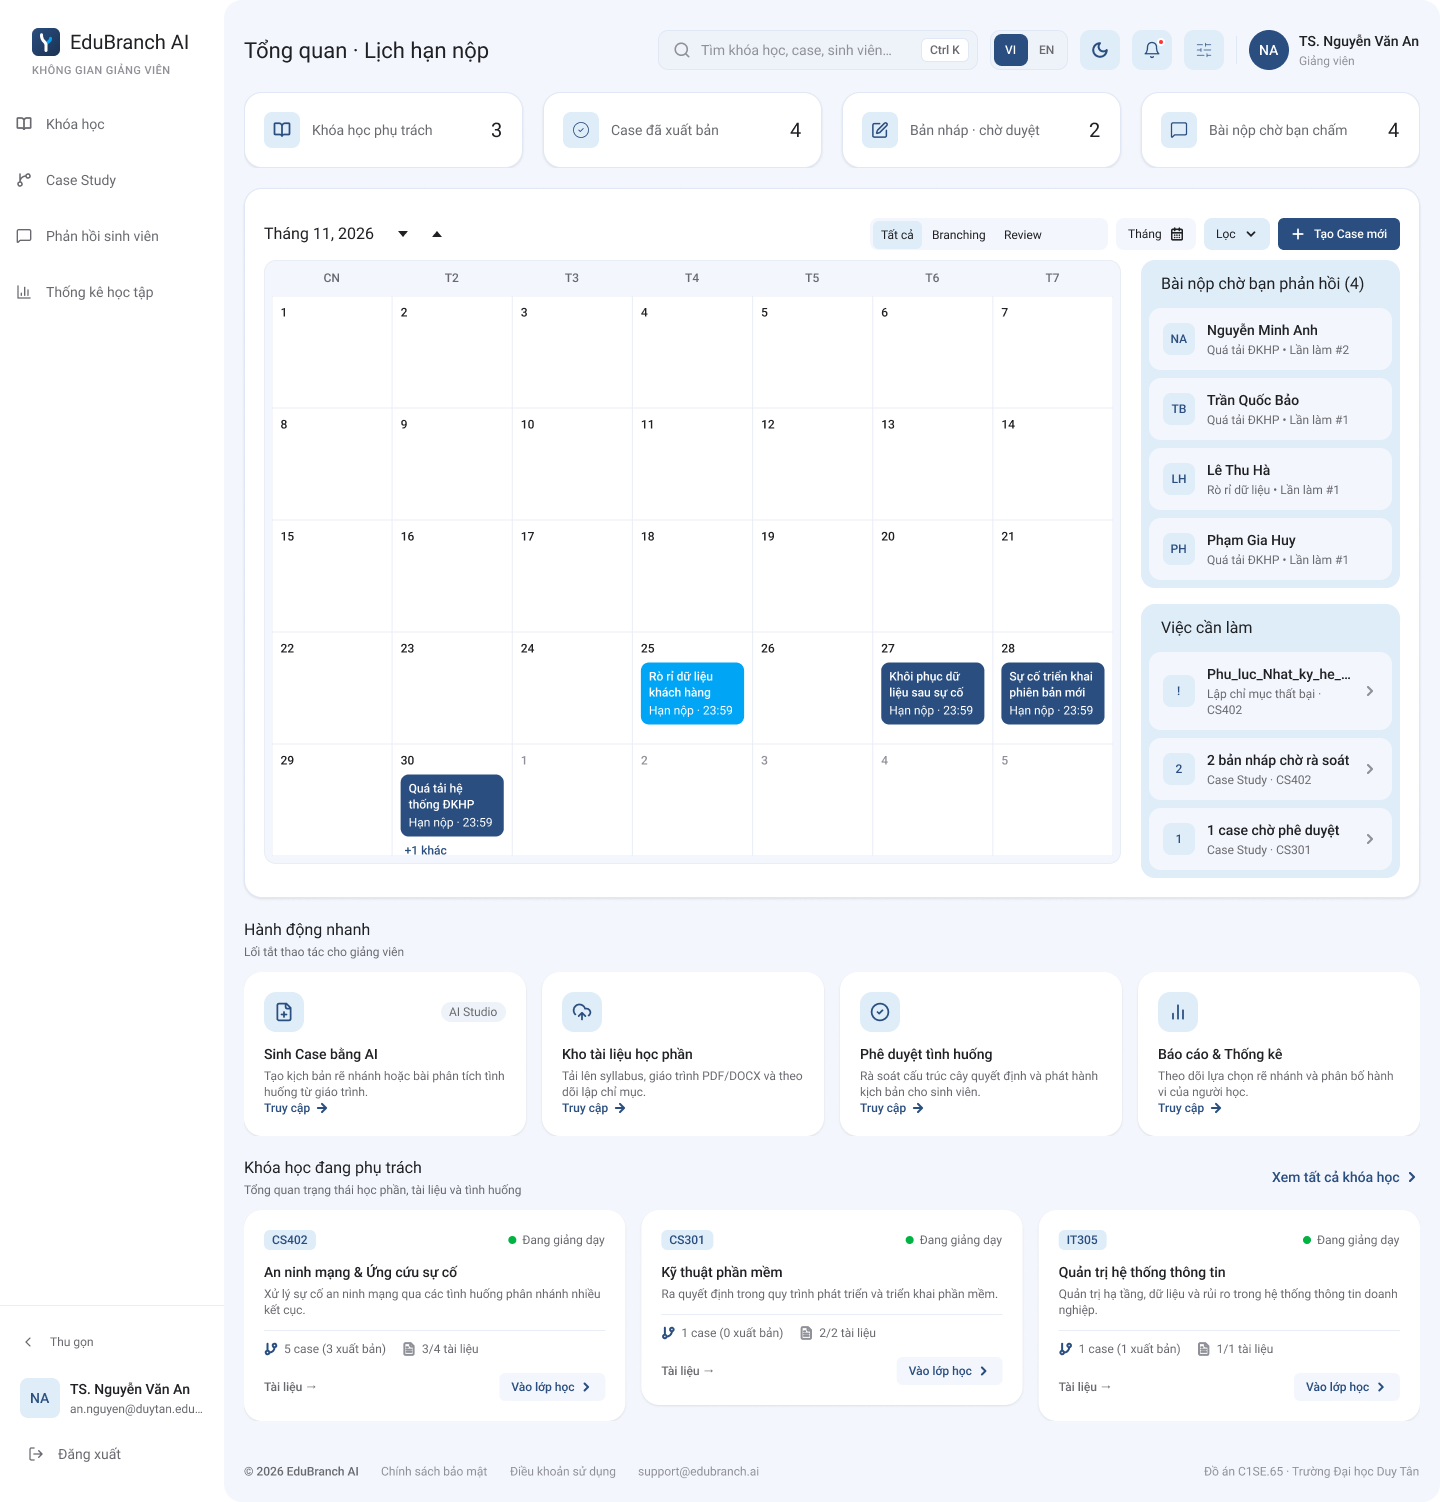 EduBranch AI
KHÔNG GIAN GIẢNG VIÊN
Khóa học
Case Study
Phản hồi sinh viên
Thống kê học tập
Thu gọn
NA
TS. Nguyễn Văn An
an.nguyen@duytan.edu...
Đăng xuất
Tổng quan · Lịch hạn nộp
Tìm khóa học, case, sinh viên...
Ctrl K
VI
EN
NA
TS. Nguyễn Văn An
Giảng viên
Khóa học phụ trách
3
Case đã xuất bản
4
Bản nháp · chờ duyệt
2
Bài nộp chờ bạn chấm
4
Tháng 11, 2026
Tất cả
Branching
Review
Tháng
Lọc
Tạo Case mới
CN T2 T3 T4 T5 T6 T7
1 2 3 4 5 6 7
8 9 10 11 12 13 14
15 16 17 18 19 20 21
22 23 24 25 26 27 28
Rò rỉ dữ liệu
khách hàng
Hạn nộp · 23:59
Khôi phục dữ
liệu sau sự cố
Hạn nộp · 23:59
Sự cố triển khai
phiên bản mới
Hạn nộp · 23:59
29 30 1 2 3 4 5
Quá tải hệ
thống ĐKHP
Hạn nộp · 23:59
+1 khác
Bài nộp chờ bạn phản hồi (4)
NA
Nguyễn Minh Anh
Quá tải ĐKHP • Lần làm #2
TB
Trần Quốc Bảo
Quá tải ĐKHP • Lần làm #1
LH
Lê Thu Hà
Rò rỉ dữ liệu • Lần làm #1
PH
Phạm Gia Huy
Quá tải ĐKHP • Lần làm #1
Việc cần làm
!
Phu_luc_Nhat_ky_he_...
Lập chỉ mục thất bại ·
CS402
2
2 bản nháp chờ rà soát
Case Study · CS402
1
1 case chờ phê duyệt
Case Study · CS301
Hành động nhanh
Lối tắt thao tác cho giảng viên
AI Studio
Sinh Case bằng AI
Tạo kịch bản rẽ nhánh hoặc bài phân tích tình
huống từ giáo trình.
Truy cập
Kho tài liệu học phần
Tải lên syllabus, giáo trình PDF/DOCX và theo
dõi lập chỉ mục.
Truy cập
Phê duyệt tình huống
Rà soát cấu trúc cây quyết định và phát hành
kịch bản cho sinh viên.
Truy cập
Báo cáo & Thống kê
Theo dõi lựa chọn rẽ nhánh và phân bố hành
vi của người học.
Truy cập
Khóa học đang phụ trách
Tổng quan trạng thái học phần, tài liệu và tình huống
Xem tất cả khóa học
CS402
Đang giảng dạy
An ninh mạng & Ứng cứu sự cố
Xử lý sự cố an ninh mạng qua các tình huống phân nhánh nhiều
kết cục.
5 case (3 xuất bản)
3/4 tài liệu
Tài liệu →
Vào lớp học
CS301
Đang giảng dạy
Kỹ thuật phần mềm
Ra quyết định trong quy trình phát triển và triển khai phần mềm.
1 case (0 xuất bản)
2/2 tài liệu
Tài liệu →
Vào lớp học
IT305
Đang giảng dạy
Quản trị hệ thống thông tin
Quản trị hạ tầng, dữ liệu và rủi ro trong hệ thống thông tin doanh
nghiệp.
1 case (1 xuất bản)
1/1 tài liệu
Tài liệu →
Vào lớp học
© 2026 EduBranch AI
Chính sách bảo mật
Điều khoản sử dụng
support@edubranch.ai
Đồ án C1SE.65 · Trường Đại học Duy Tân